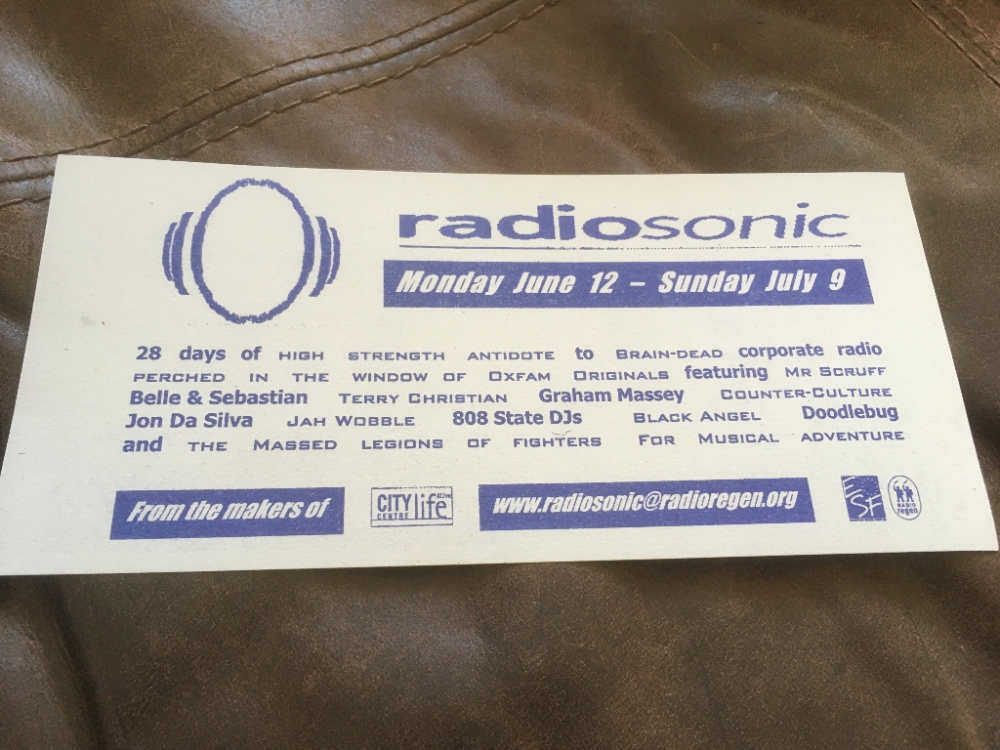 radiosonic
Monday June 12 – Sunday July 9
28 days of HIGH STRENGTH ANTIDOTE to BRAIN-DEAD corporate radio
PERCHED IN THE WINDOW OF OXFAM ORIGINALS featuring MR SCRUFF
Belle & Sebastian TERRY CHRISTIAN Graham Massey COUNTER-CULTURE
Jon Da Silva JAH WOBBLE 808 State DJs BLACK ANGEL Doodlebug
and THE MASSED LEGIONS OF FIGHTERS FOR MUSICAL ADVENTURE
From the makers of
CITY life
CENTRE
www.radiosonic@radioregen.org
ESF
RADIO
regen